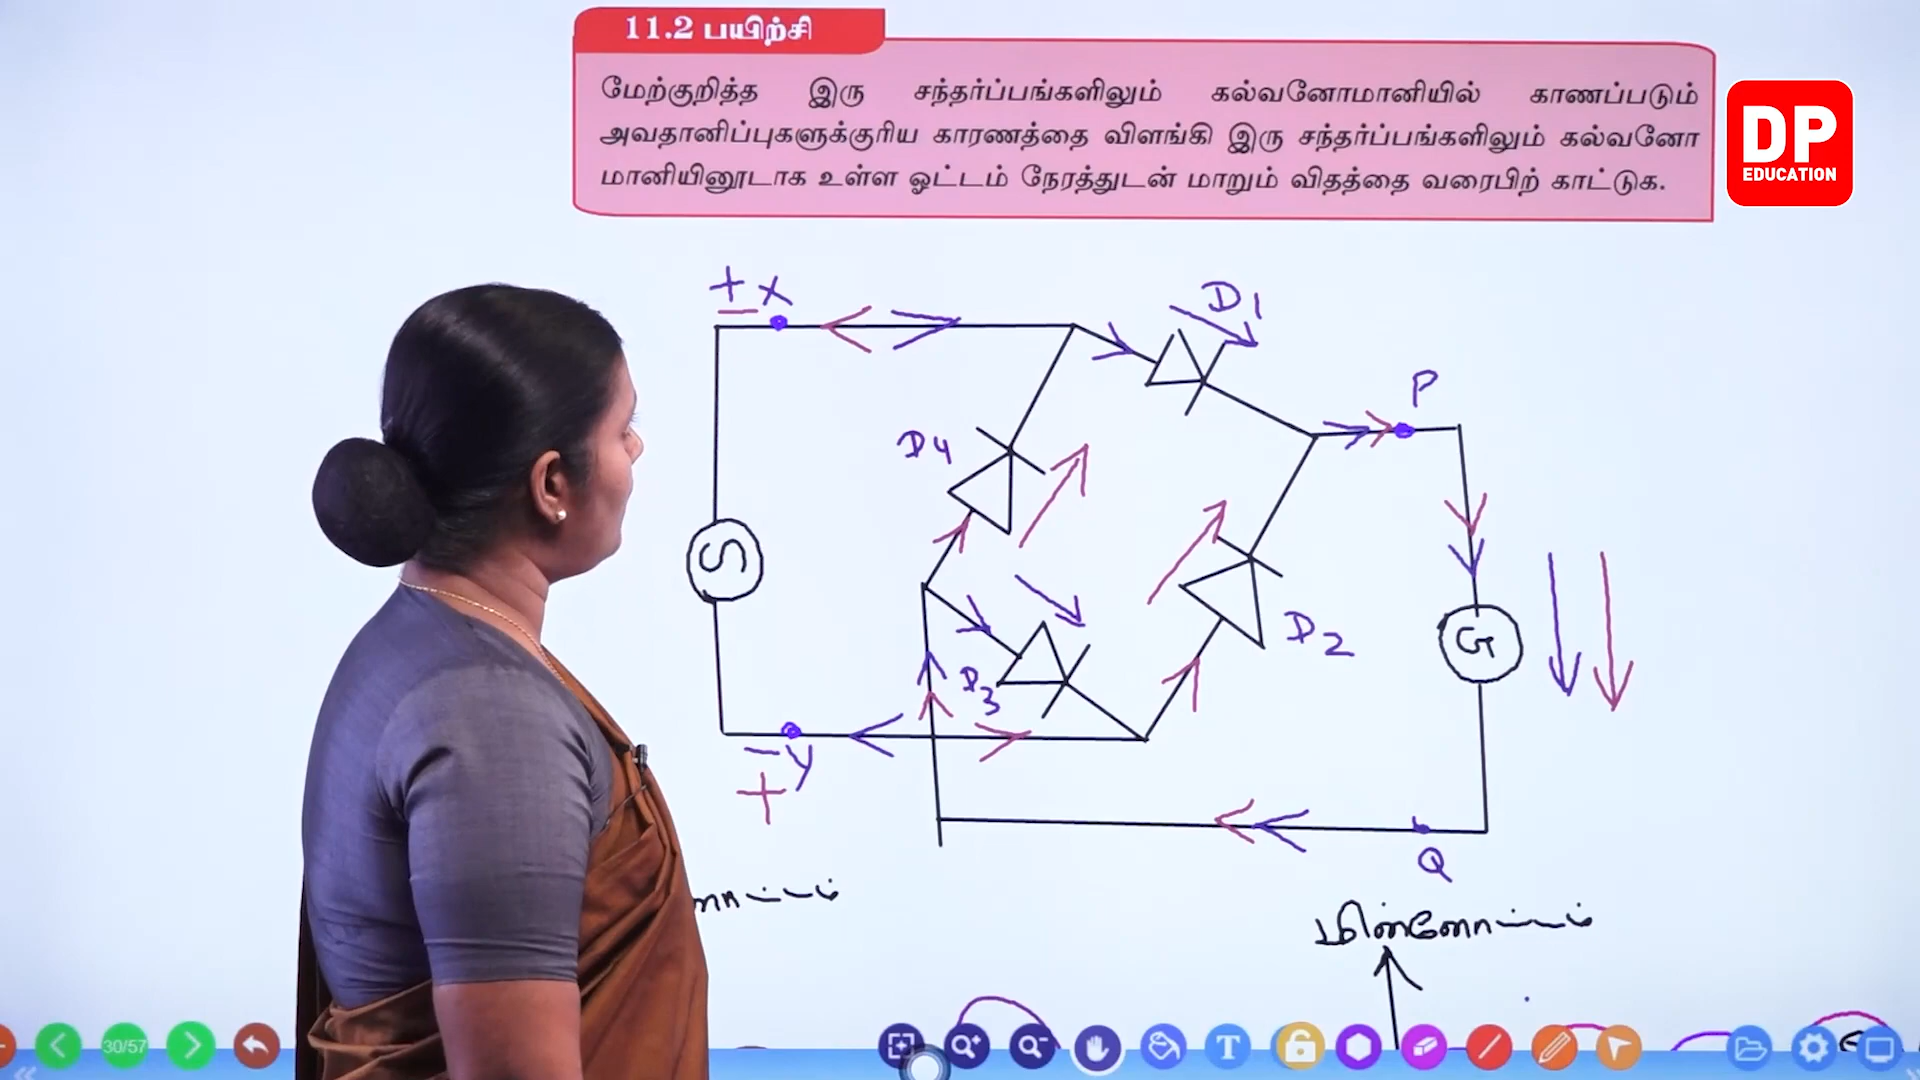 11.2 பயிற்சி
மேற்குறித்த இரு சந்தர்ப்பங்களிலும் கல்வனோமானியில் காணப்படும்
அவதானிப்புகளுக்குரிய காரணத்தை விளங்கி இரு சந்தர்ப்பங்களிலும் கல்வனோ
மானியினூடாக உள்ள ஓட்டம் நேரத்துடன் மாறும் விதத்தை வரைபிற் காட்டுக.
DP
EDUCATION
+ X
−
D1
P
D4
S
D2
G
D3
− Y
+
Q
மின்னோட்டம்
30/57
T